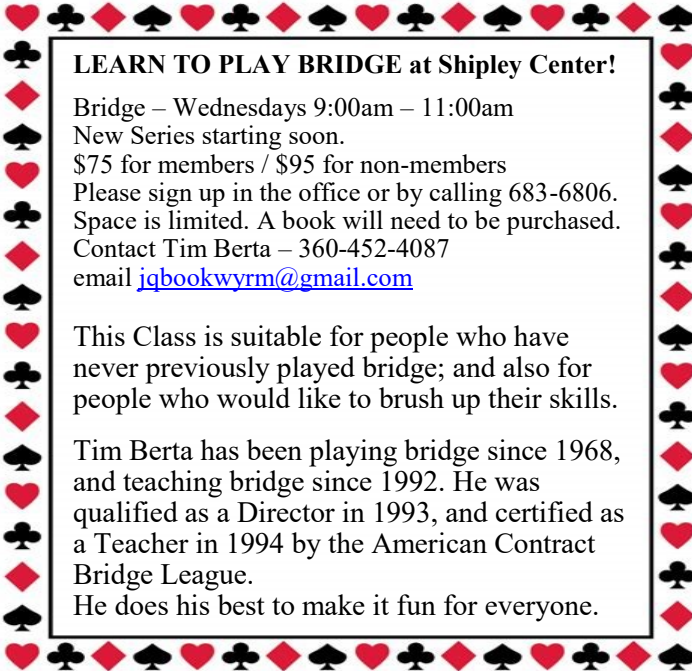 LEARN TO PLAY BRIDGE at Shipley Center!
Bridge – Wednesdays 9:00am – 11:00am
New Series starting soon.
$75 for members / $95 for non-members
Please sign up in the office or by calling 683-6806.
Space is limited. A book will need to be purchased.
Contact Tim Berta – 360-452-4087
email jqbookwyrm@gmail.com
This Class is suitable for people who have
never previously played bridge; and also for
people who would like to brush up their skills.
Tim Berta has been playing bridge since 1968,
and teaching bridge since 1992. He was
qualified as a Director in 1993, and certified as
a Teacher in 1994 by the American Contract
Bridge League.
He does his best to make it fun for everyone.